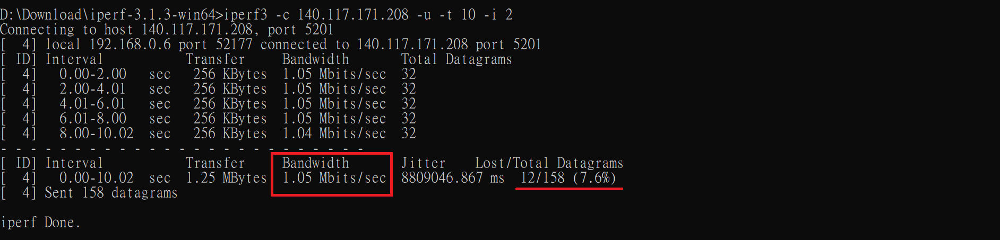 D:\Download\iperf-3.1.3-win64>iperf3 -c 140.117.171.208 -u -t 10 -i 2
Connecting to host 140.117.171.208, port 5201
[  4] local 192.168.0.6 port 52177 connected to 140.117.171.208 port 5201
[ ID] Interval           Transfer     Bandwidth       Total Datagrams
[  4]   0.00-2.00   sec   256 KBytes  1.05 Mbits/sec  32
[  4]   2.00-4.01   sec   256 KBytes  1.05 Mbits/sec  32
[  4]   4.01-6.01   sec   256 KBytes  1.05 Mbits/sec  32
[  4]   6.01-8.00   sec   256 KBytes  1.05 Mbits/sec  32
[  4]   8.00-10.02  sec   256 KBytes  1.04 Mbits/sec  32
- - - - - - - - - - - - - - - - - - - - - - - - -
[ ID] Interval           Transfer     Bandwidth       Jitter    Lost/Total Datagrams
[  4]   0.00-10.02  sec  1.25 MBytes  1.05 Mbits/sec  8809046.867 ms  12/158 (7.6%)
[  4] Sent 158 datagrams
iperf Done.